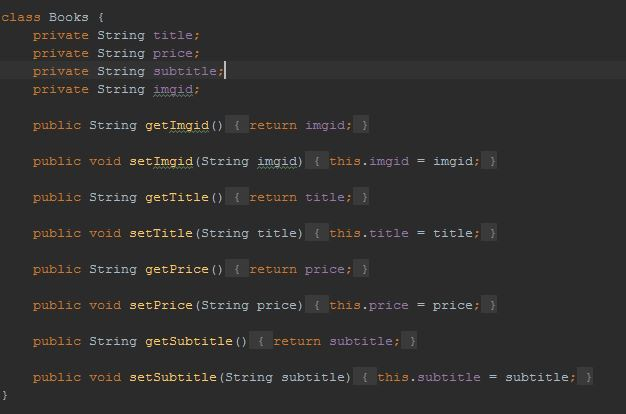 class Books {
private String title;
private String price;
private String subtitle;
private String imgid;
public String getImgid() { return imgid; }
public void setImgid(String imgid) { this.imgid = imgid; }
public String getTitle() { return title; }
public void setTitle(String title) { this.title = title; }
public String getPrice() { return price; }
public void setPrice(String price) { this.price = price; }
public String getSubtitle() { return subtitle; }
public void setSubtitle(String subtitle) { this.subtitle = subtitle; }
}